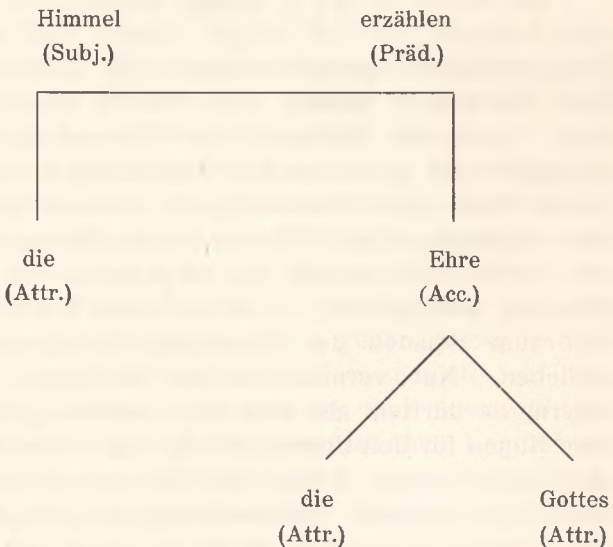 Himmel erzählen
(Subj.) (Präd.)
die Ehre
(Attr.) (Acc.)
die Gottes
(Attr.) (Attr.)